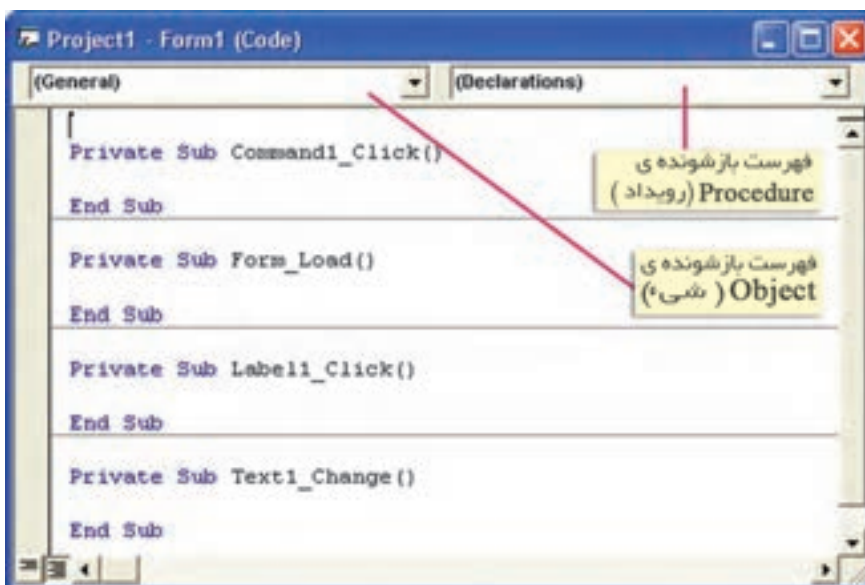 Project1 - Form1 (Code)
(General)
(Declarations)
Private Sub Command1_Click()
End Sub
Private Sub Form_Load()
End Sub
Private Sub Label1_Click()
End Sub
Private Sub Text1_Change()
End Sub
فهرست بازشونده ی
Procedure (رویداد )
فهرست بازشونده ی
Object ( شیء)